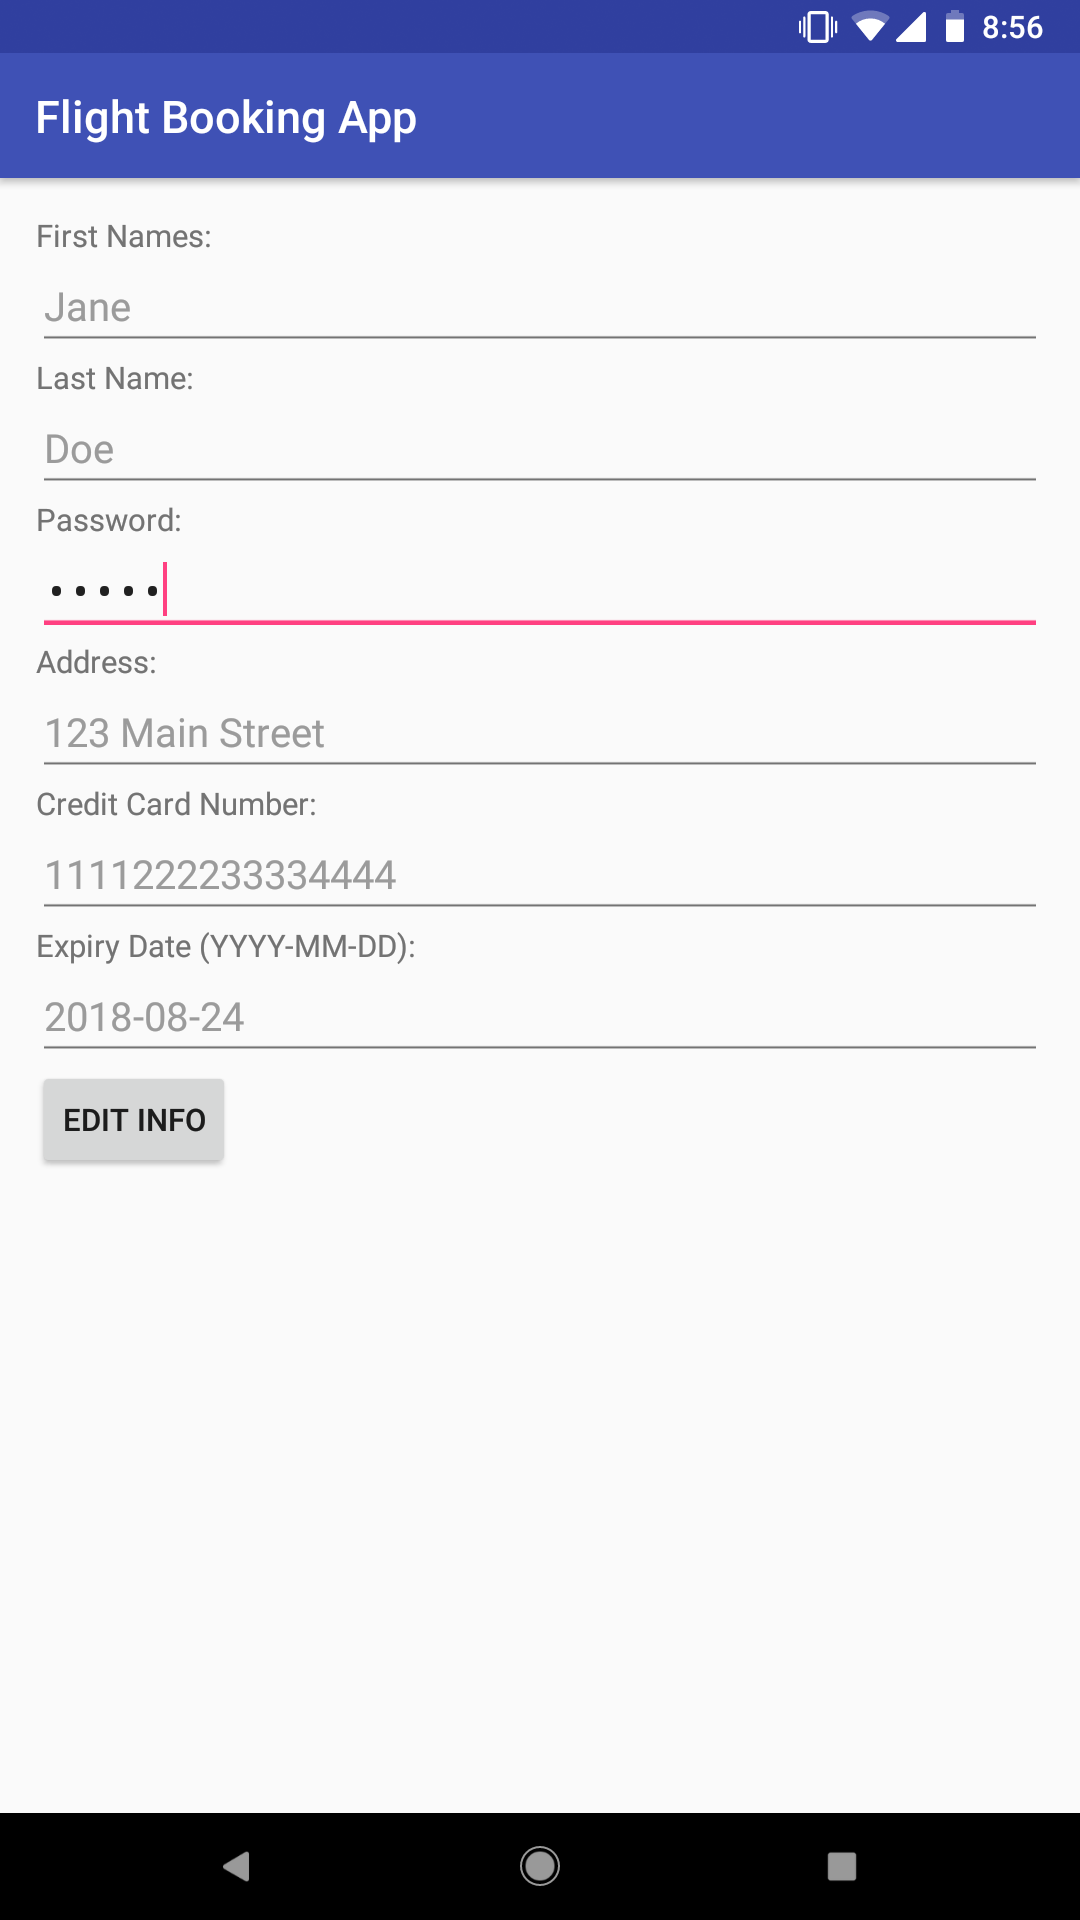 8:56
Flight Booking App
First Names:
Jane
Last Name:
Doe
Password:
•••••
Address:
123 Main Street
Credit Card Number:
1111222233334444
Expiry Date (YYYY-MM-DD):
2018-08-24
EDIT INFO